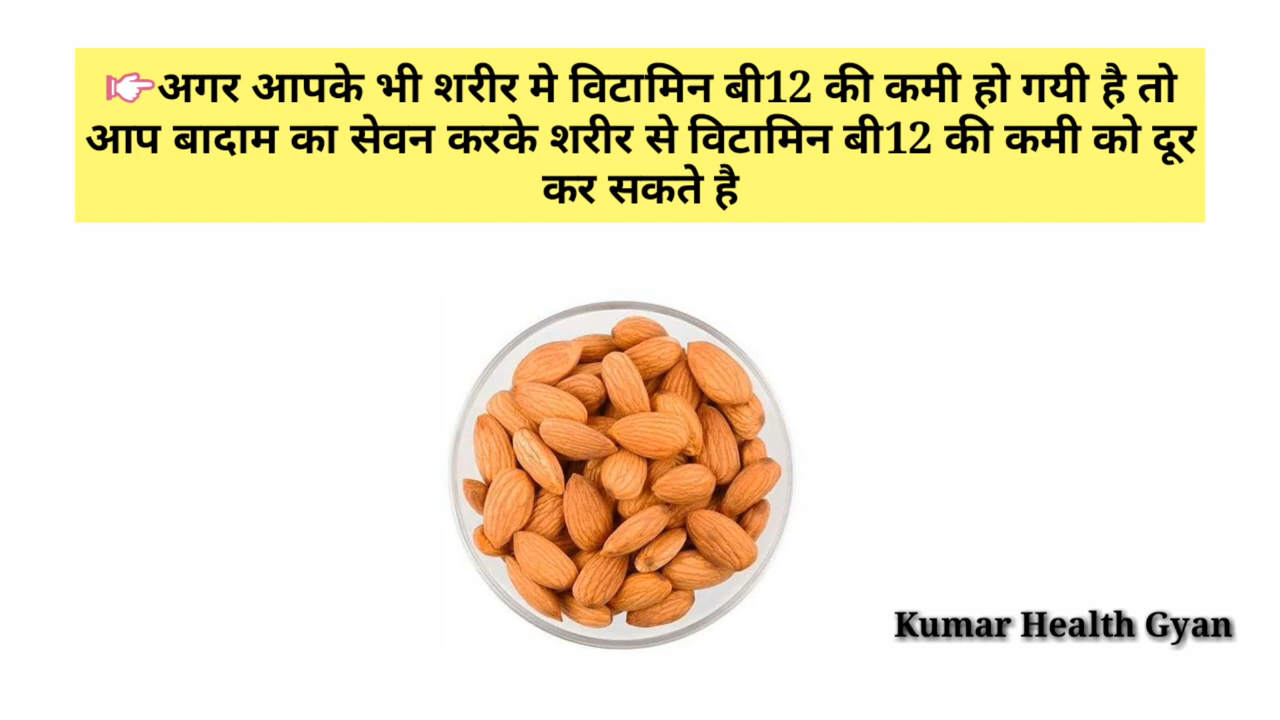 👉अगर आपके भी शरीर मे विटामिन बी12 की कमी हो गयी है तो
आप बादाम का सेवन करके शरीर से विटामिन बी12 की कमी को दूर
कर सकते है
Kumar Health Gyan